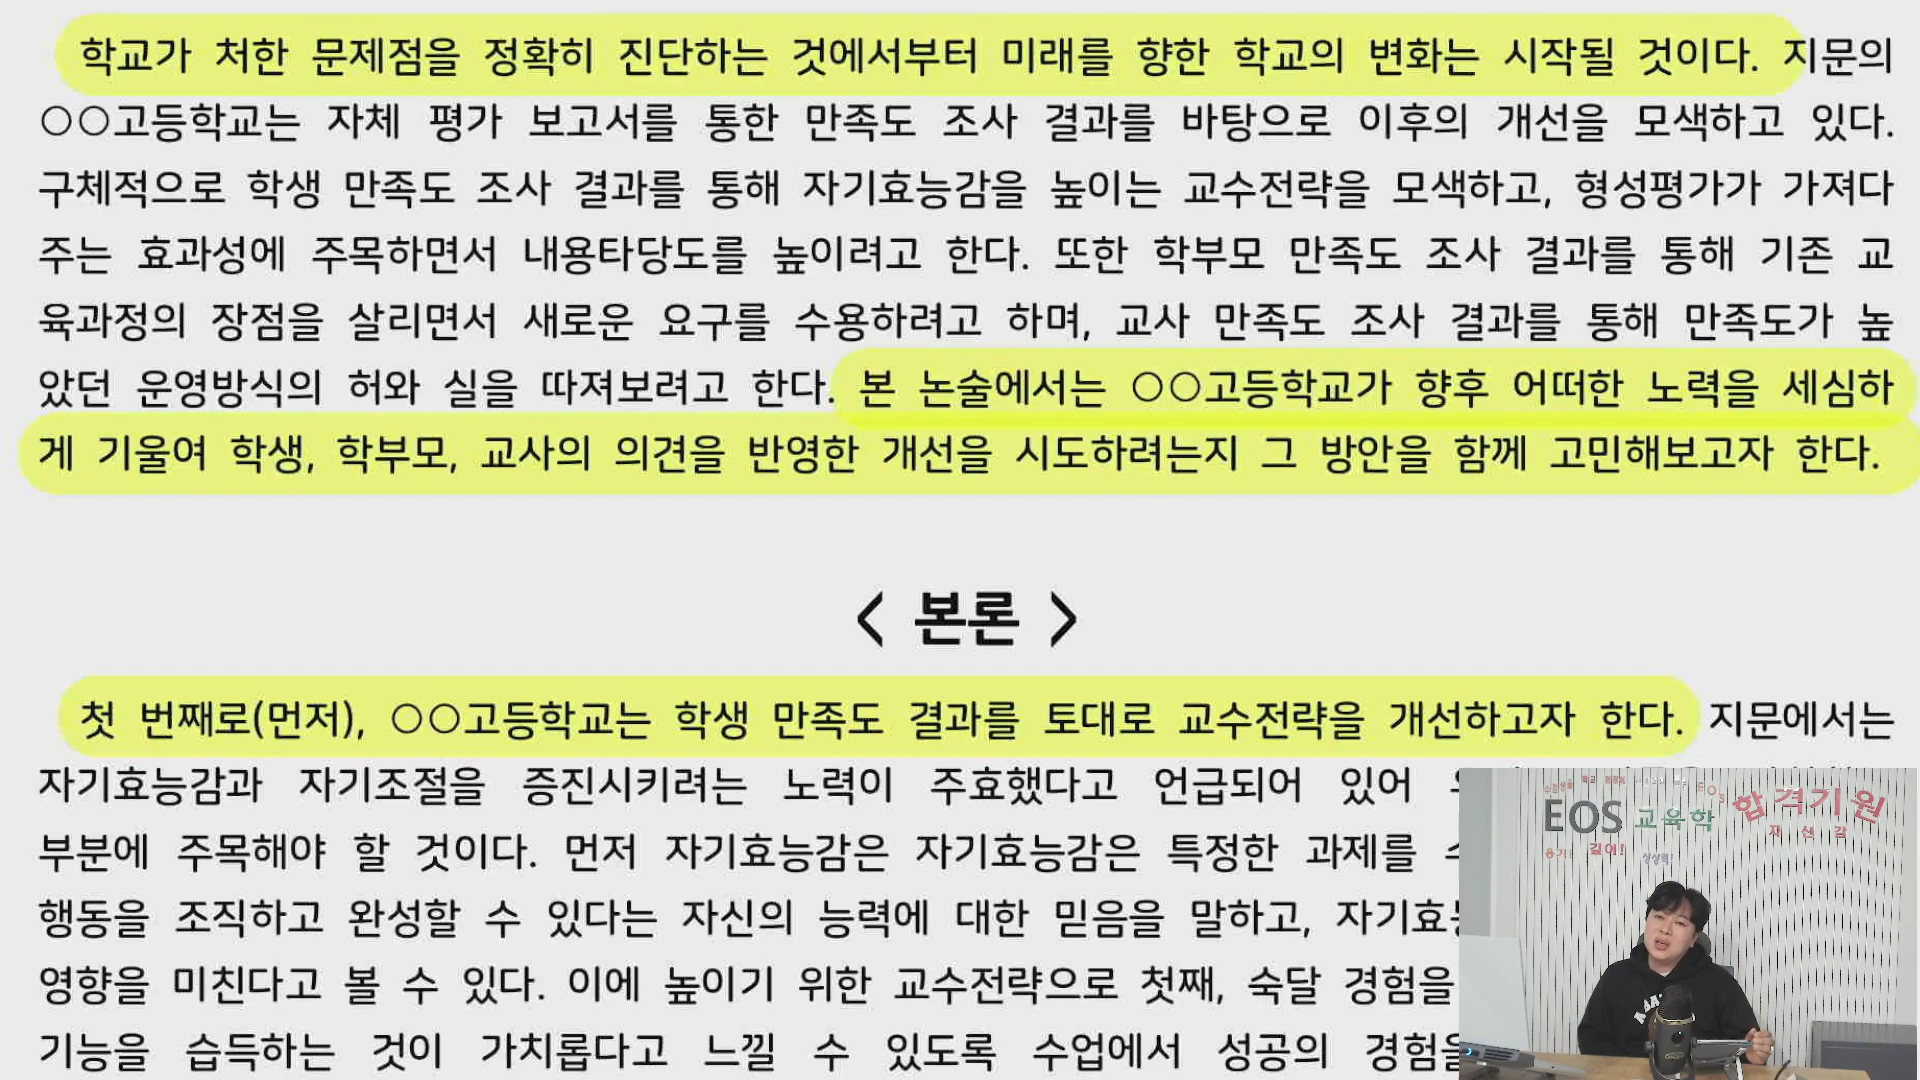 학교가 처한 문제점을 정확히 진단하는 것에서부터 미래를 향한 학교의 변화는 시작될 것이다. 지문의
○○고등학교는 자체 평가 보고서를 통한 만족도 조사 결과를 바탕으로 이후의 개선을 모색하고 있다.
구체적으로 학생 만족도 조사 결과를 통해 자기효능감을 높이는 교수전략을 모색하고, 형성평가가 가져다
주는 효과성에 주목하면서 내용타당도를 높이려고 한다. 또한 학부모 만족도 조사 결과를 통해 기존 교
육과정의 장점을 살리면서 새로운 요구를 수용하려고 하며, 교사 만족도 조사 결과를 통해 만족도가 높
았던 운영방식의 허와 실을 따져보려고 한다. 본 논술에서는 ○○고등학교가 향후 어떠한 노력을 세심하
게 기울여 학생, 학부모, 교사의 의견을 반영한 개선을 시도하려는지 그 방안을 함께 고민해보고자 한다.
< 본론 >
첫 번째로(먼저), ○○고등학교는 학생 만족도 결과를 토대로 교수전략을 개선하고자 한다. 지문에서는
자기효능감과 자기조절을 증진시키려는 노력이 주효했다고 언급되어 있어
부분에 주목해야 할 것이다. 먼저 자기효능감은 자기효능감은 특정한 과제를
행동을 조직하고 완성할 수 있다는 자신의 능력에 대한 믿음을 말하고, 자기효
영향을 미친다고 볼 수 있다. 이에 높이기 위한 교수전략으로 첫째, 숙달 경험을
기능을 습득하는 것이 가치롭다고 느낄 수 있도록 수업에서 성공의 경험을
EOS 교육학
합격기원
자신감
용기
깊이!
상상력!
EOS